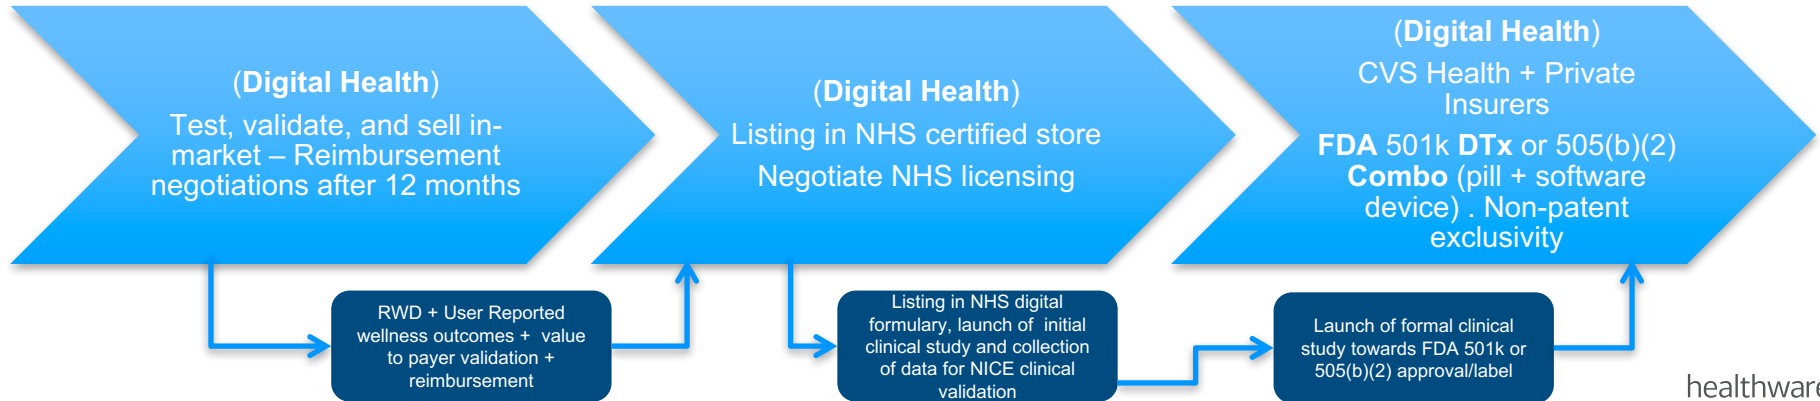 (Digital Health)
Test, validate, and sell in-
market – Reimbursement
negotiations after 12 months
(Digital Health)
Listing in NHS certified store
Negotiate NHS licensing
(Digital Health)
CVS Health + Private
Insurers
FDA 501k DTx or 505(b)(2)
Combo (pill + software
device) . Non-patent
exclusivity
RWD + User Reported
wellness outcomes + value
to payer validation +
reimbursement
Listing in NHS digital
formulary, launch of initial
clinical study and collection
of data for NICE clinical
validation
Launch of formal clinical
study towards FDA 501k or
505(b)(2) approval/label
healthware